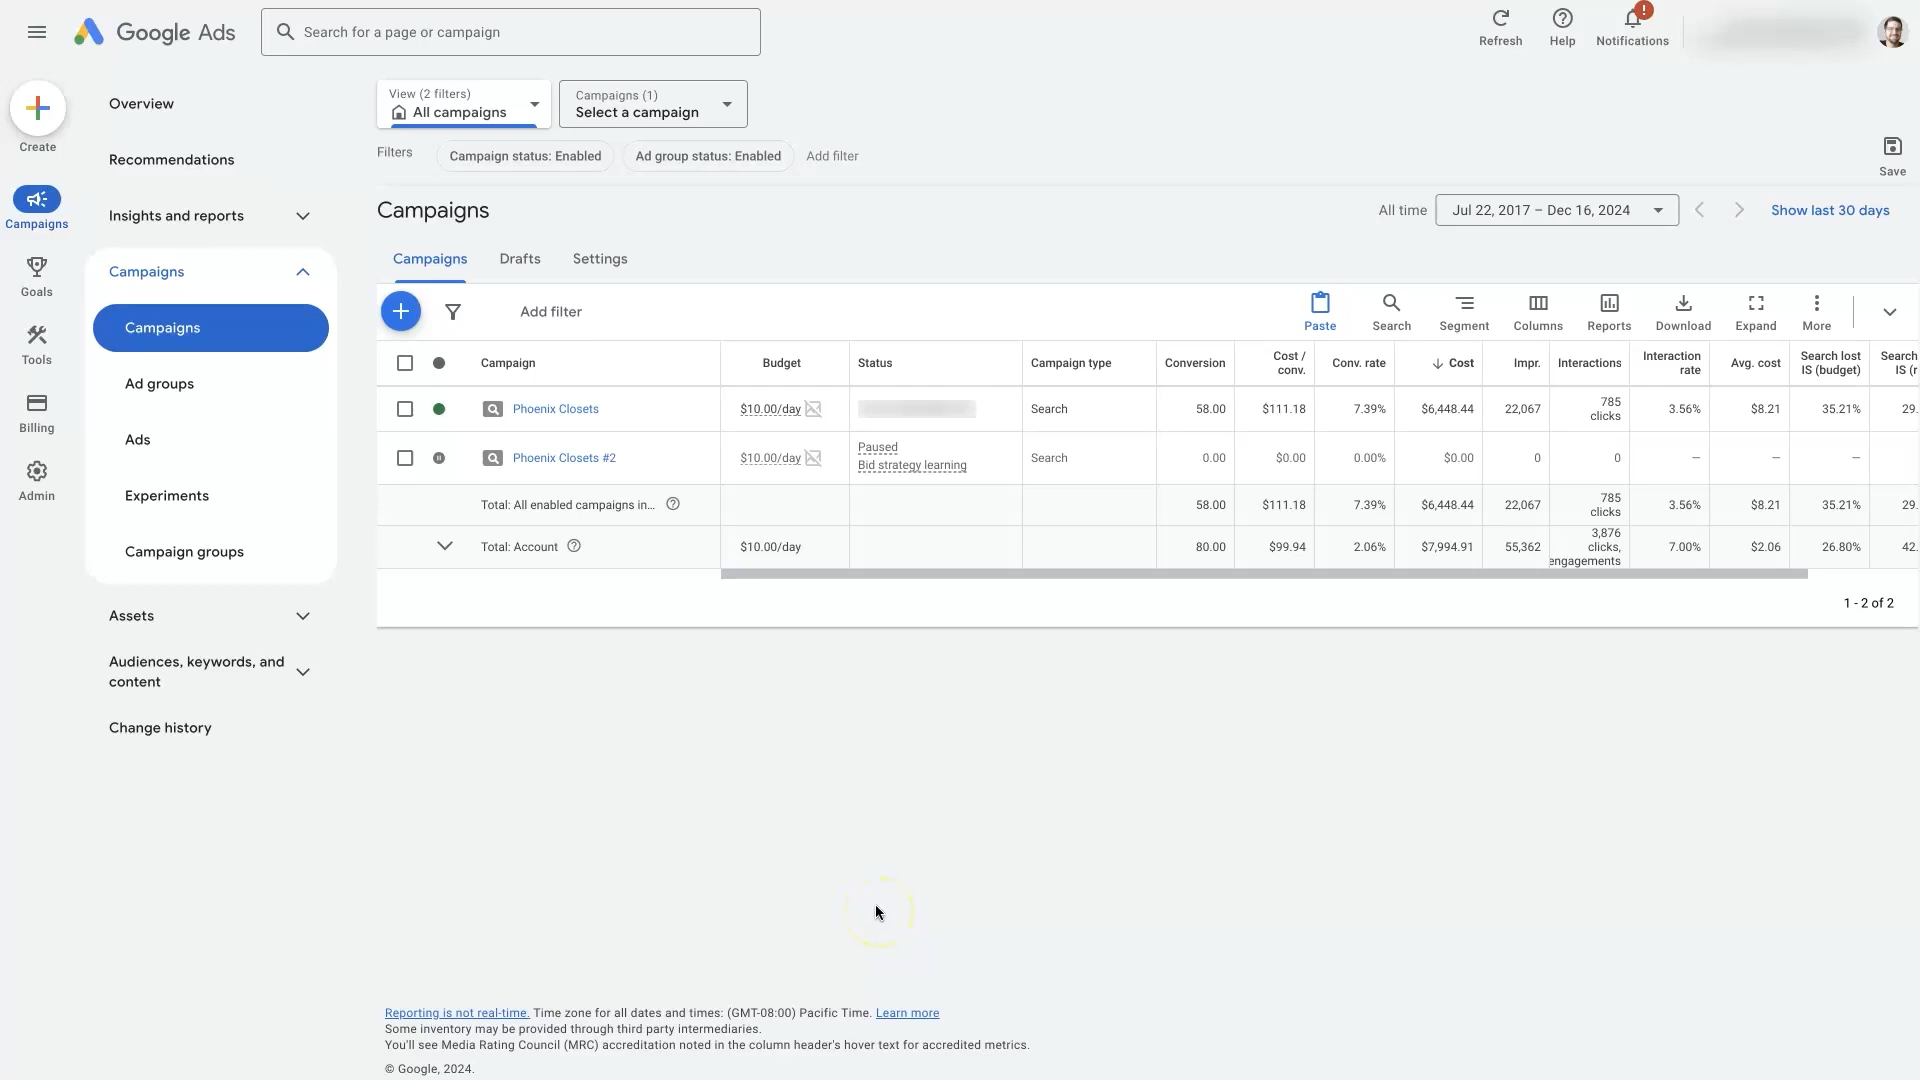 Google Ads
Search for a page or campaign
Refresh
Help
!
Notifications
Create
Campaigns
Goals
Tools
Billing
Admin
Overview
Recommendations
Insights and reports
Campaigns
Campaigns
Ad groups
Ads
Experiments
Campaign groups
Assets
Audiences, keywords, and
content
Change history
View (2 filters)
All campaigns
Campaigns (1)
Select a campaign
Filters
Campaign status: Enabled
Ad group status: Enabled
Add filter
Save
Campaigns
All time
Jul 22, 2017 – Dec 16, 2024
Show last 30 days
Campaigns
Drafts
Settings
Add filter
Paste
Search
Segment
Columns
Reports
Download
Expand
More
Campaign
Budget
Status
Campaign type
Conversion
Cost /
conv.
Conv. rate
Cost
Impr.
Interactions
Interaction
rate
Avg. cost
Search lost
IS (budget)
Search
IS (r
Phoenix Closets
$10.00/day
Search
58.00
$111.18
7.39%
$6,448.44
22,067
785
clicks
3.56%
$8.21
35.21%
29.
Phoenix Closets #2
$10.00/day
Paused
Bid strategy learning
Search
0.00
$0.00
0.00%
$0.00
0
0
–
–
–
Total: All enabled campaigns in...
58.00
$111.18
7.39%
$6,448.44
22,067
785
clicks
3.56%
$8.21
35.21%
29.
Total: Account
$10.00/day
80.00
$99.94
2.06%
$7,994.91
55,362
3,876
clicks,
engagements
7.00%
$2.06
26.80%
42.
1 - 2 of 2
Reporting is not real-time. Time zone for all dates and times: (GMT-08:00) Pacific Time. Learn more
Some inventory may be provided through third party intermediaries.
You'll see Media Rating Council (MRC) accreditation noted in the column header's hover text for accredited metrics.
© Google, 2024.